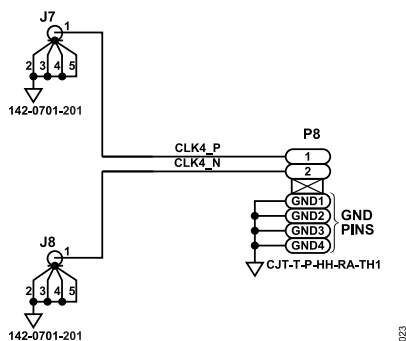 J7
1
2 3 4 5
142-0701-201
P8
CLK4_P
1
CLK4_N
2
GND1
GND2
GND3
GND4
GND
PINS
CJT-T-P-HH-RA-TH1
J8
1
2 3 4 5
142-0701-201
023